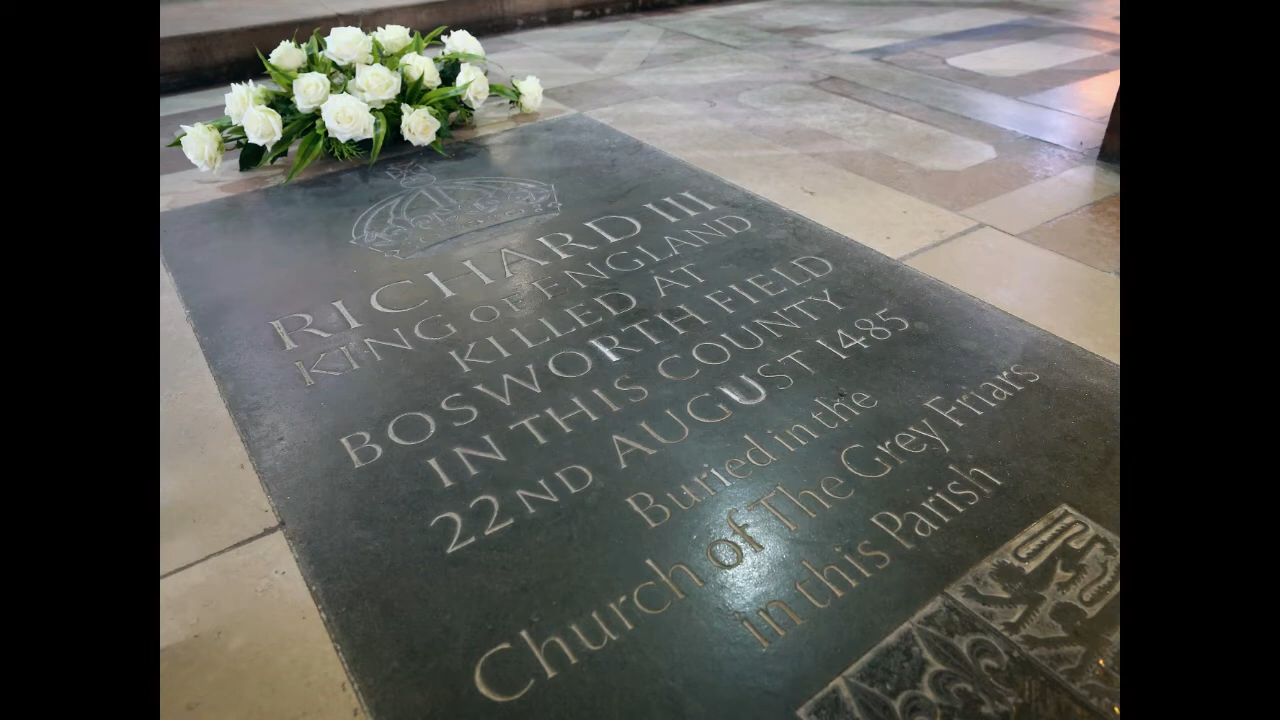 RICHARD III
KING OF ENGLAND
KILLED AT
BOSWORTH FIELD
IN THIS COUNTY
22ND AUGUST 1485
Buried in the
Church of The Grey Friars
in this Parish